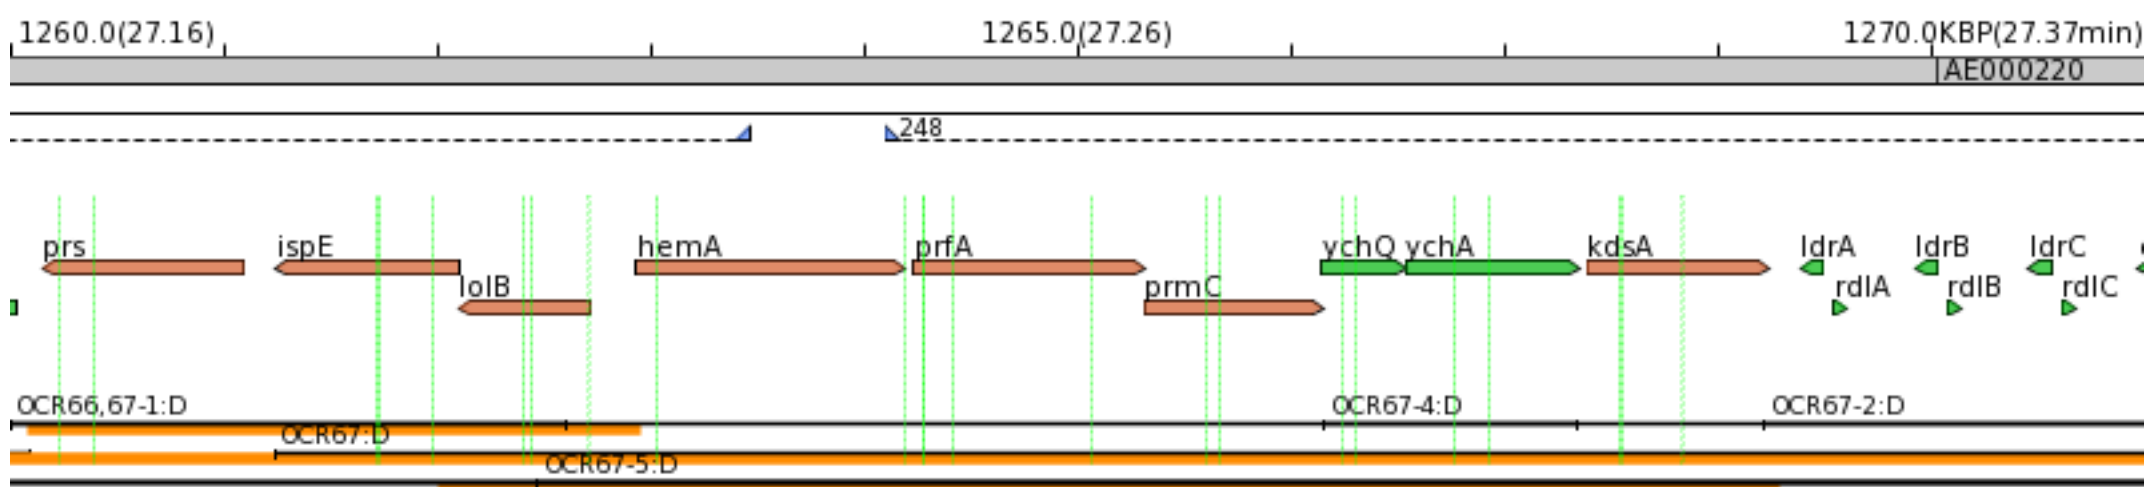 1260.0(27.16) 1265.0(27.26) 1270.0KBP(27.37min)
AE000220
248
prs ispE hemA prfA ychQ ychA kdsA ldrA ldrB ldrC
lolB prmC rdlA rdlB rdlC
OCR66,67-1:D OCR67-4:D OCR67-2:D
OCR67:D
OCR67-5:D